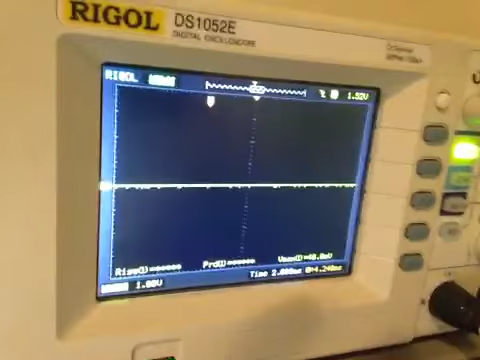 RIGOL DS1052E
DIGITAL OSCILLOSCOPE
RIGOL
1.52V
Rise(1)=*****
Prd(1)=*****
Vmax(1)=40.0mV
Time 2.000ms
1.00V